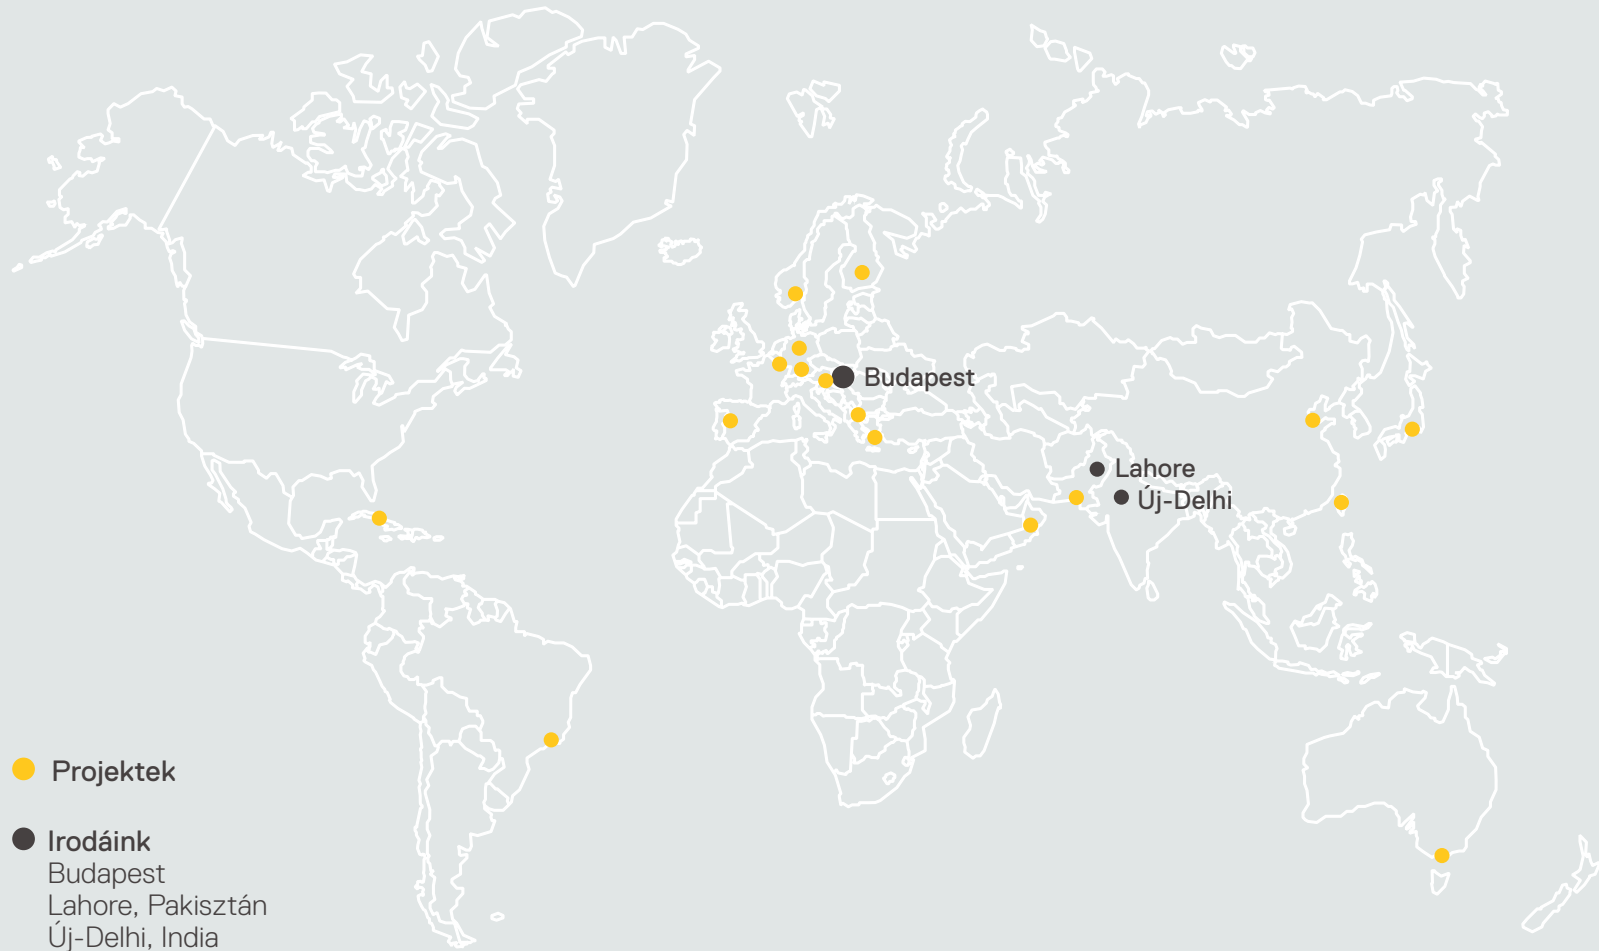 Budapest
Lahore
Új-Delhi
Projektek
Irodáink
Budapest
Lahore, Pakisztán
Új-Delhi, India